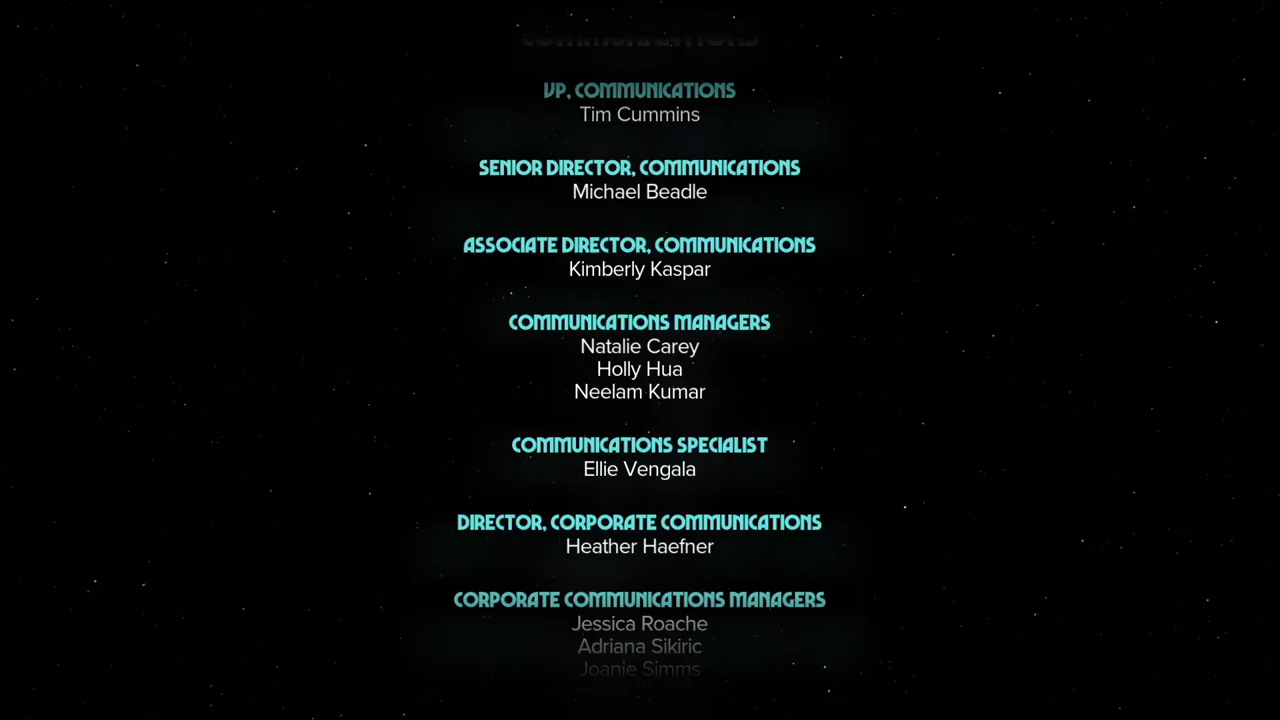 COMMUNICATIONS
VP, COMMUNICATIONS
Tim Cummins
SENIOR DIRECTOR, COMMUNICATIONS
Michael Beadle
ASSOCIATE DIRECTOR, COMMUNICATIONS
Kimberly Kaspar
COMMUNICATIONS MANAGERS
Natalie Carey
Holly Hua
Neelam Kumar
COMMUNICATIONS SPECIALIST
Ellie Vengala
DIRECTOR, CORPORATE COMMUNICATIONS
Heather Haefner
CORPORATE COMMUNICATIONS MANAGERS
Jessica Roache
Adriana Sikiric
Joanie Simms